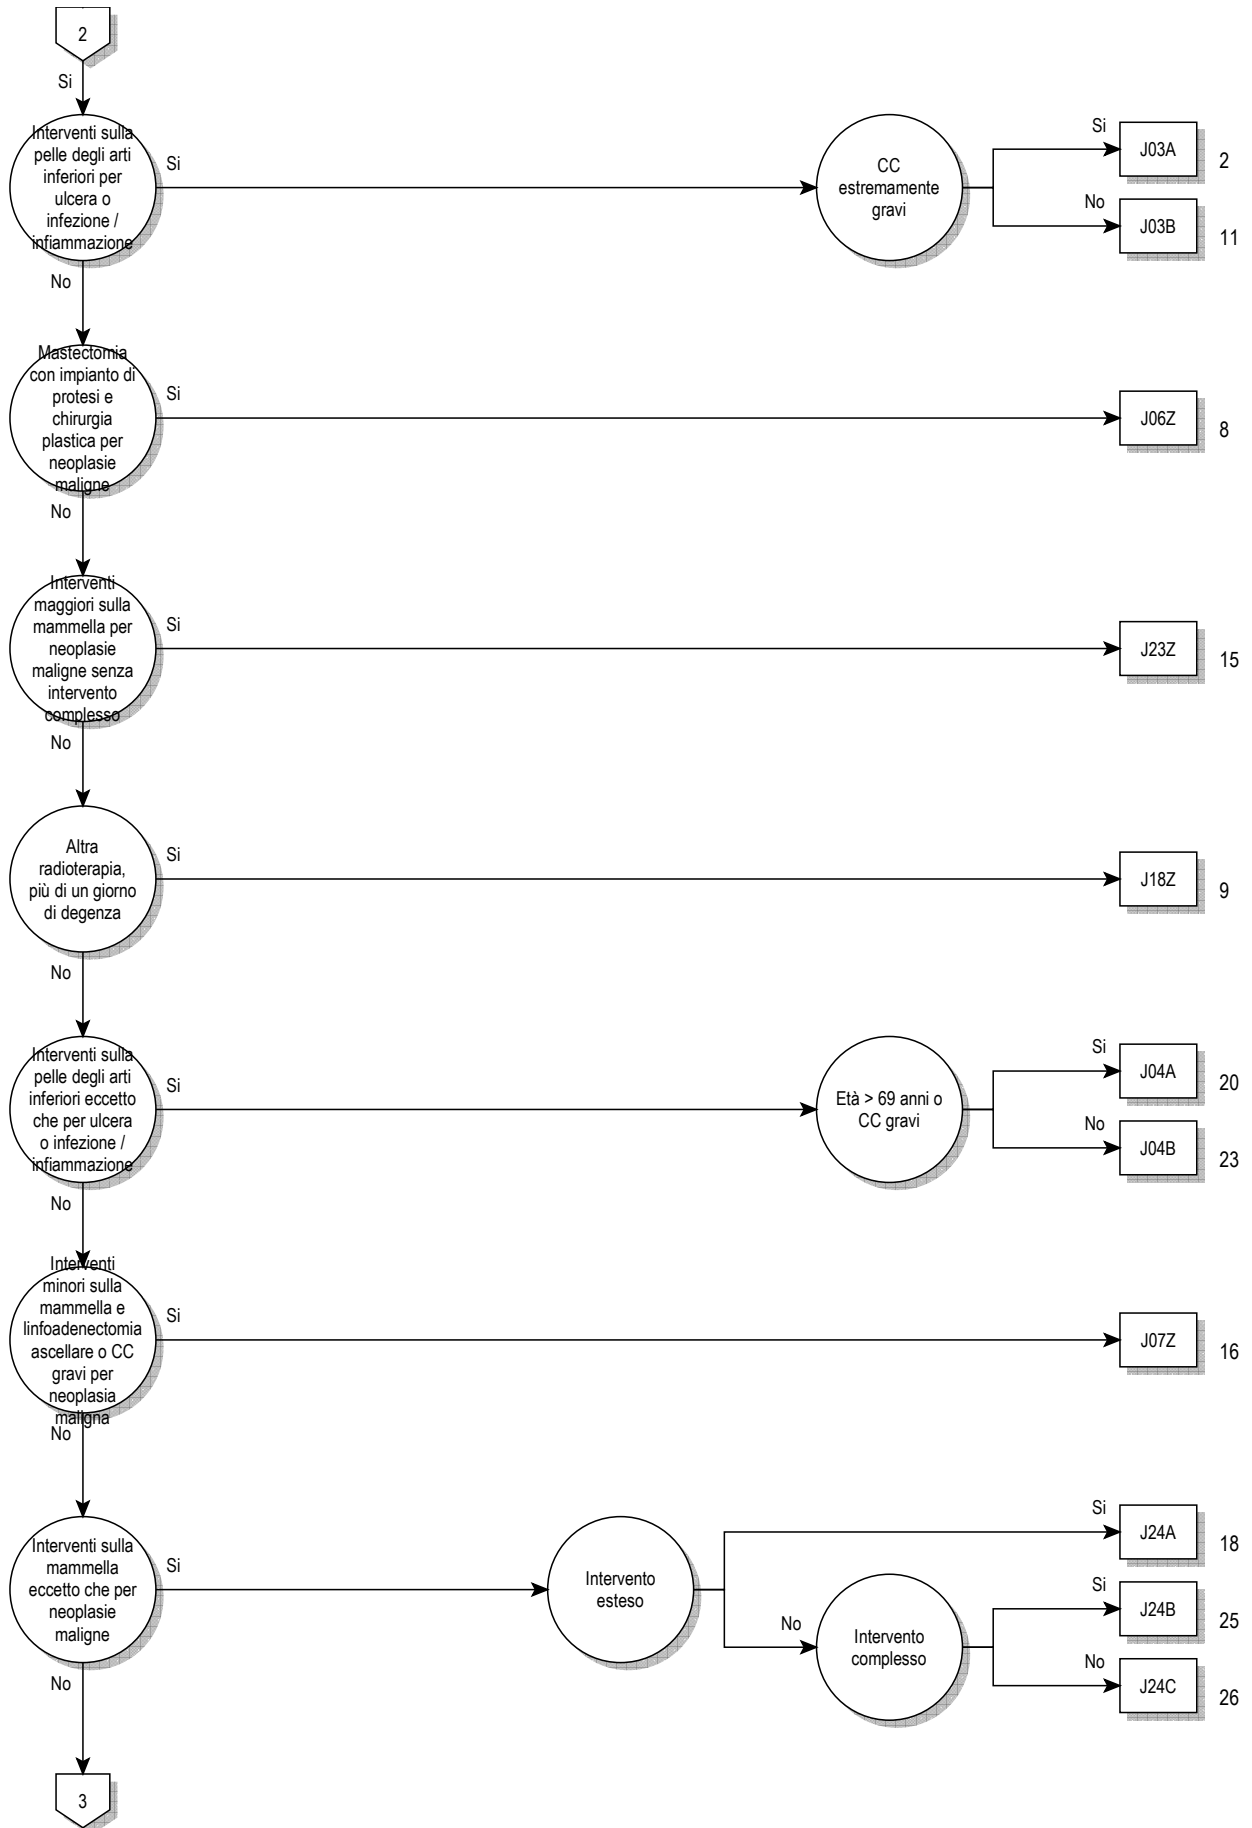 2
Si
Interventi sulla
pelle degli arti
inferiori per
ulcera o
infezione /
infiammazione
Si
CC
estremamente
gravi
Si
J03A
2
No
J03B
11
No
Mastectomia
con impianto di
protesi e
chirurgia
plastica per
neoplasie
maligne
Si
J06Z
8
No
Interventi
maggiori sulla
mammella per
neoplasie
maligne senza
intervento
complesso
Si
J23Z
15
No
Altra
radioterapia,
più di un giorno
di degenza
Si
J18Z
9
No
Interventi sulla
pelle degli arti
inferiori eccetto
che per ulcera
o infezione /
infiammazione
Si
Età > 69 anni o
CC gravi
Si
J04A
20
No
J04B
23
No
Interventi
minori sulla
mammella e
linfoadenectomia
ascellare o CC
gravi per
neoplasia
maligna
Si
J07Z
16
No
Interventi sulla
mammella
eccetto che per
neoplasie
maligne
Si
Intervento
esteso
Si
J24A
18
No
Intervento
complesso
Si
J24B
25
No
J24C
26
No
3